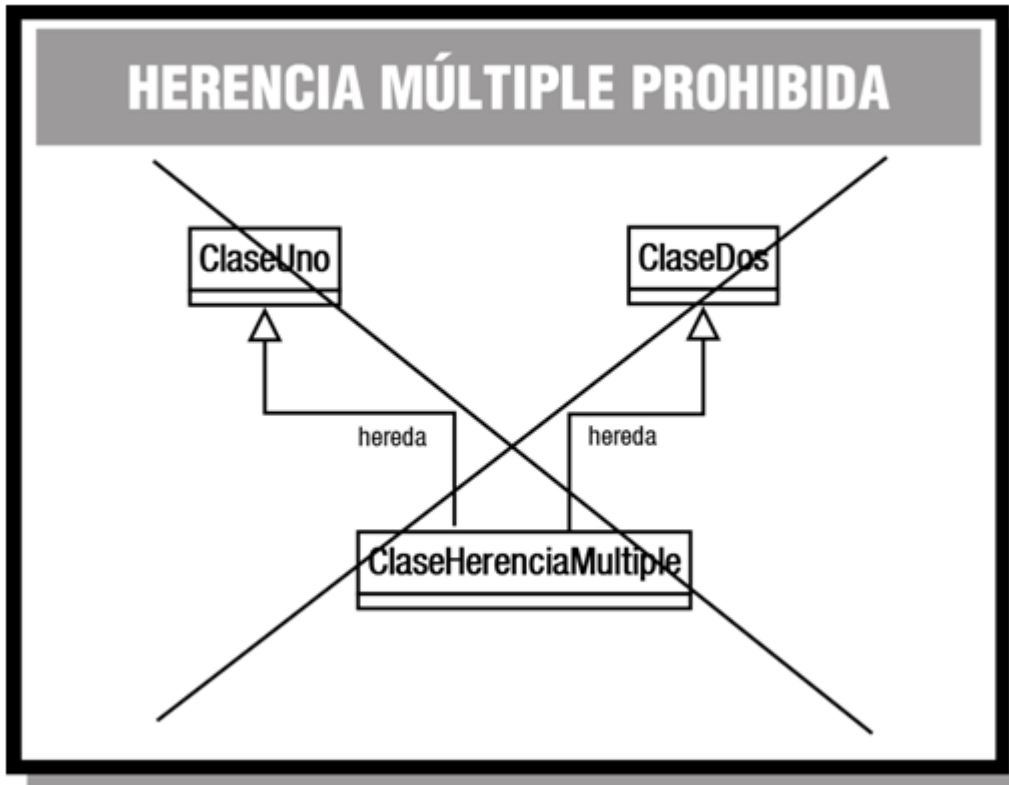 HERENCIA MÚLTIPLE PROHIBIDA
ClaseUno
ClaseDos
hereda
hereda
ClaseHerenciaMultiple